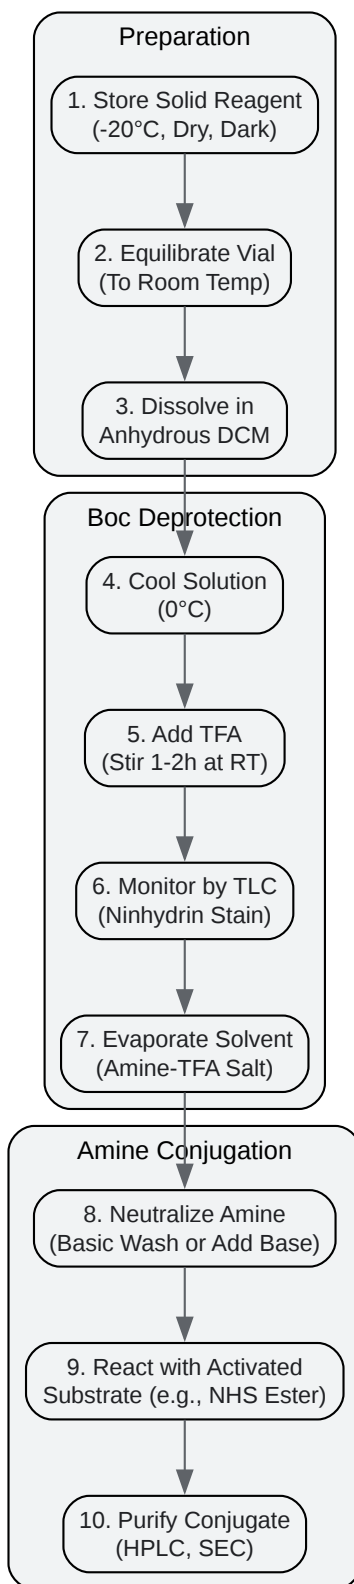 Preparation
1. Store Solid Reagent
(-20°C, Dry, Dark)
2. Equilibrate Vial
(To Room Temp)
3. Dissolve in
Anhydrous DCM
Boc Deprotection
4. Cool Solution
(0°C)
5. Add TFA
(Stir 1-2h at RT)
6. Monitor by TLC
(Ninhydrin Stain)
7. Evaporate Solvent
(Amine-TFA Salt)
Amine Conjugation
8. Neutralize Amine
(Basic Wash or Add Base)
9. React with Activated
Substrate (e.g., NHS Ester)
10. Purify Conjugate
(HPLC, SEC)